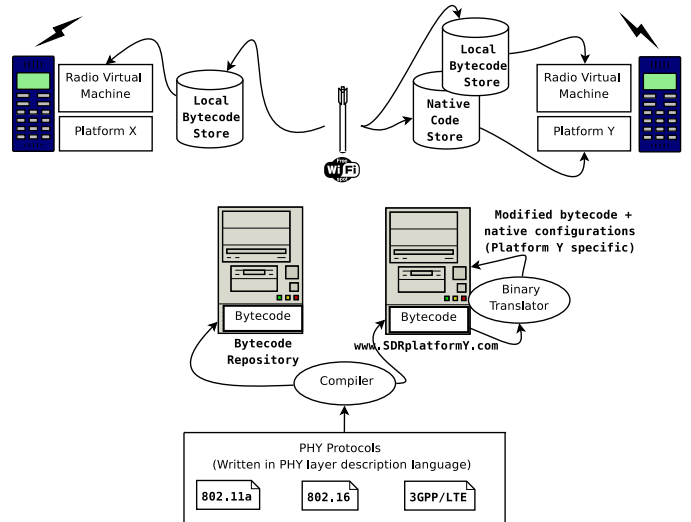 Radio Virtual
Machine
Platform X
Local
Bytecode
Store
Local
Bytecode
Store
Native
Code
Store
Radio Virtual
Machine
Platform Y
WiFi
Bytecode
Bytecode
Repository
Bytecode
www.SDRplatformY.com
Modified bytecode +
native configurations
(Platform Y specific)
Binary
Translator
Compiler
PHY Protocols
(Written in PHY layer description language)
802.11a
802.16
3GPP/LTE